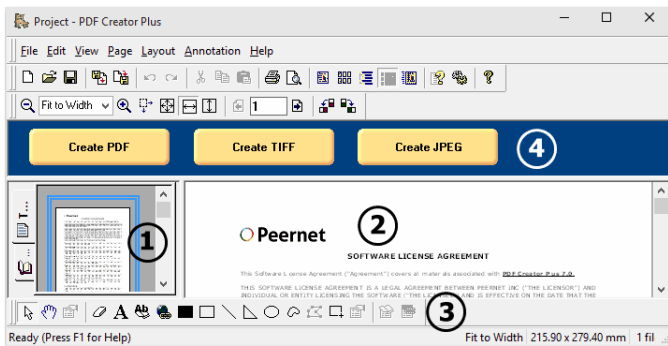 Project - PDF Creator Plus
File Edit View Page Layout Annotation Help
Fit to Width 1
Create PDF Create TIFF Create JPEG 4
1
2
Peernet
SOFTWARE LICENSE AGREEMENT
This Software License Agreement ("Agreement") covers all materials associated with PDF Creator Plus 7.0.
THIS SOFTWARE LICENSE AGREEMENT IS A LEGAL AGREEMENT BETWEEN PEERNET INC ("THE LICENSOR") AND
INDIVIDUAL OR ENTITY LICENSING THE SOFTWARE ("THE LICENSEE") AND IS EFFECTIVE ON THE DATE THAT THE
A Ab 3
Ready (Press F1 for Help) Fit to Width 215.90 x 279.40 mm 1 fil